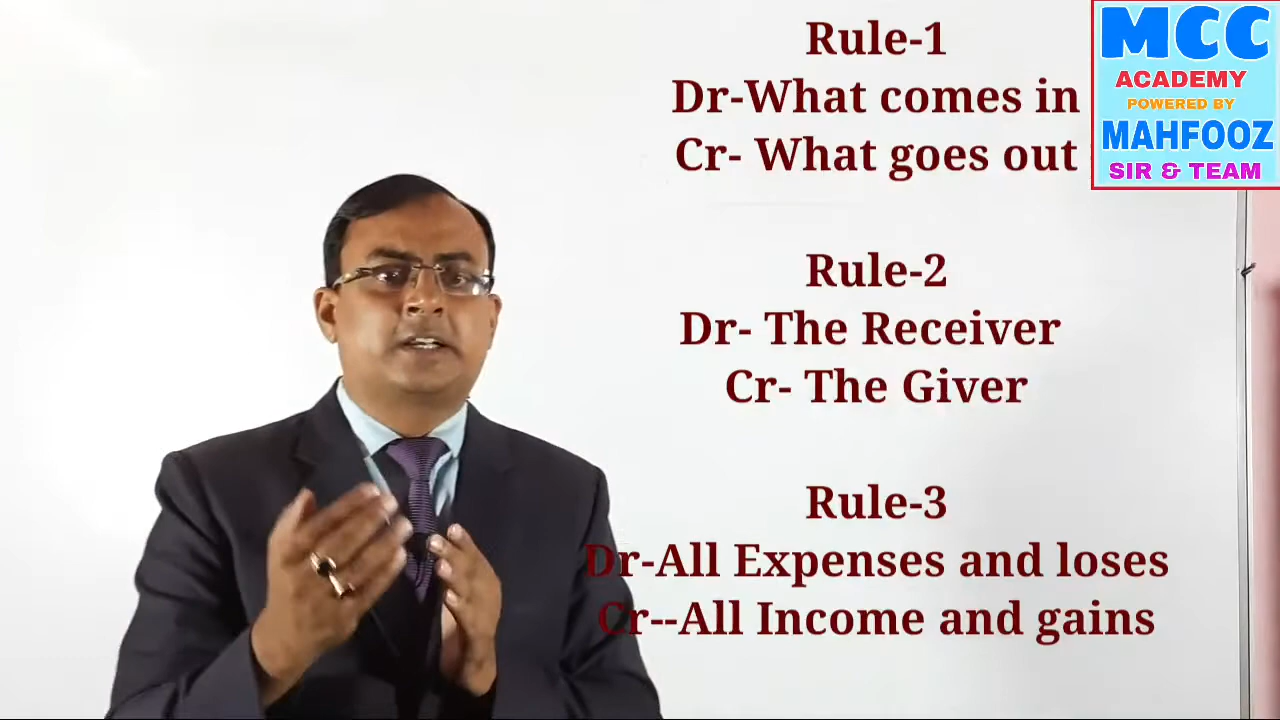 Rule-1
Dr-What comes in
Cr- What goes out
Rule-2
Dr- The Receiver
Cr- The Giver
Rule-3
Dr-All Expenses and loses
Cr--All Income and gains
MCC
ACADEMY
POWERED BY
MAHFOOZ
SIR & TEAM